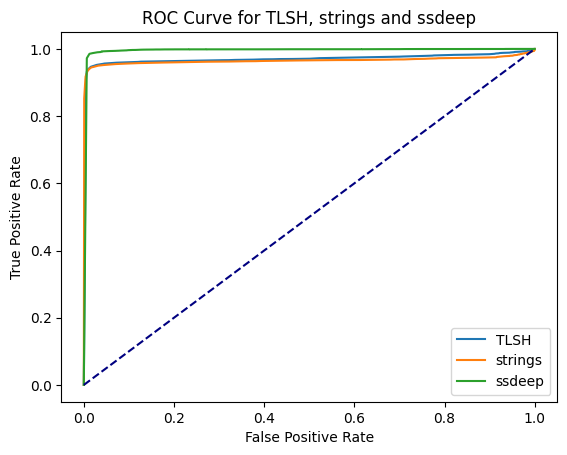 ROC Curve for TLSH, strings and ssdeep
True Positive Rate
1.0
0.8
0.6
0.4
0.2
0.0
TLSH
strings
ssdeep
0.0 0.2 0.4 0.6 0.8 1.0
False Positive Rate